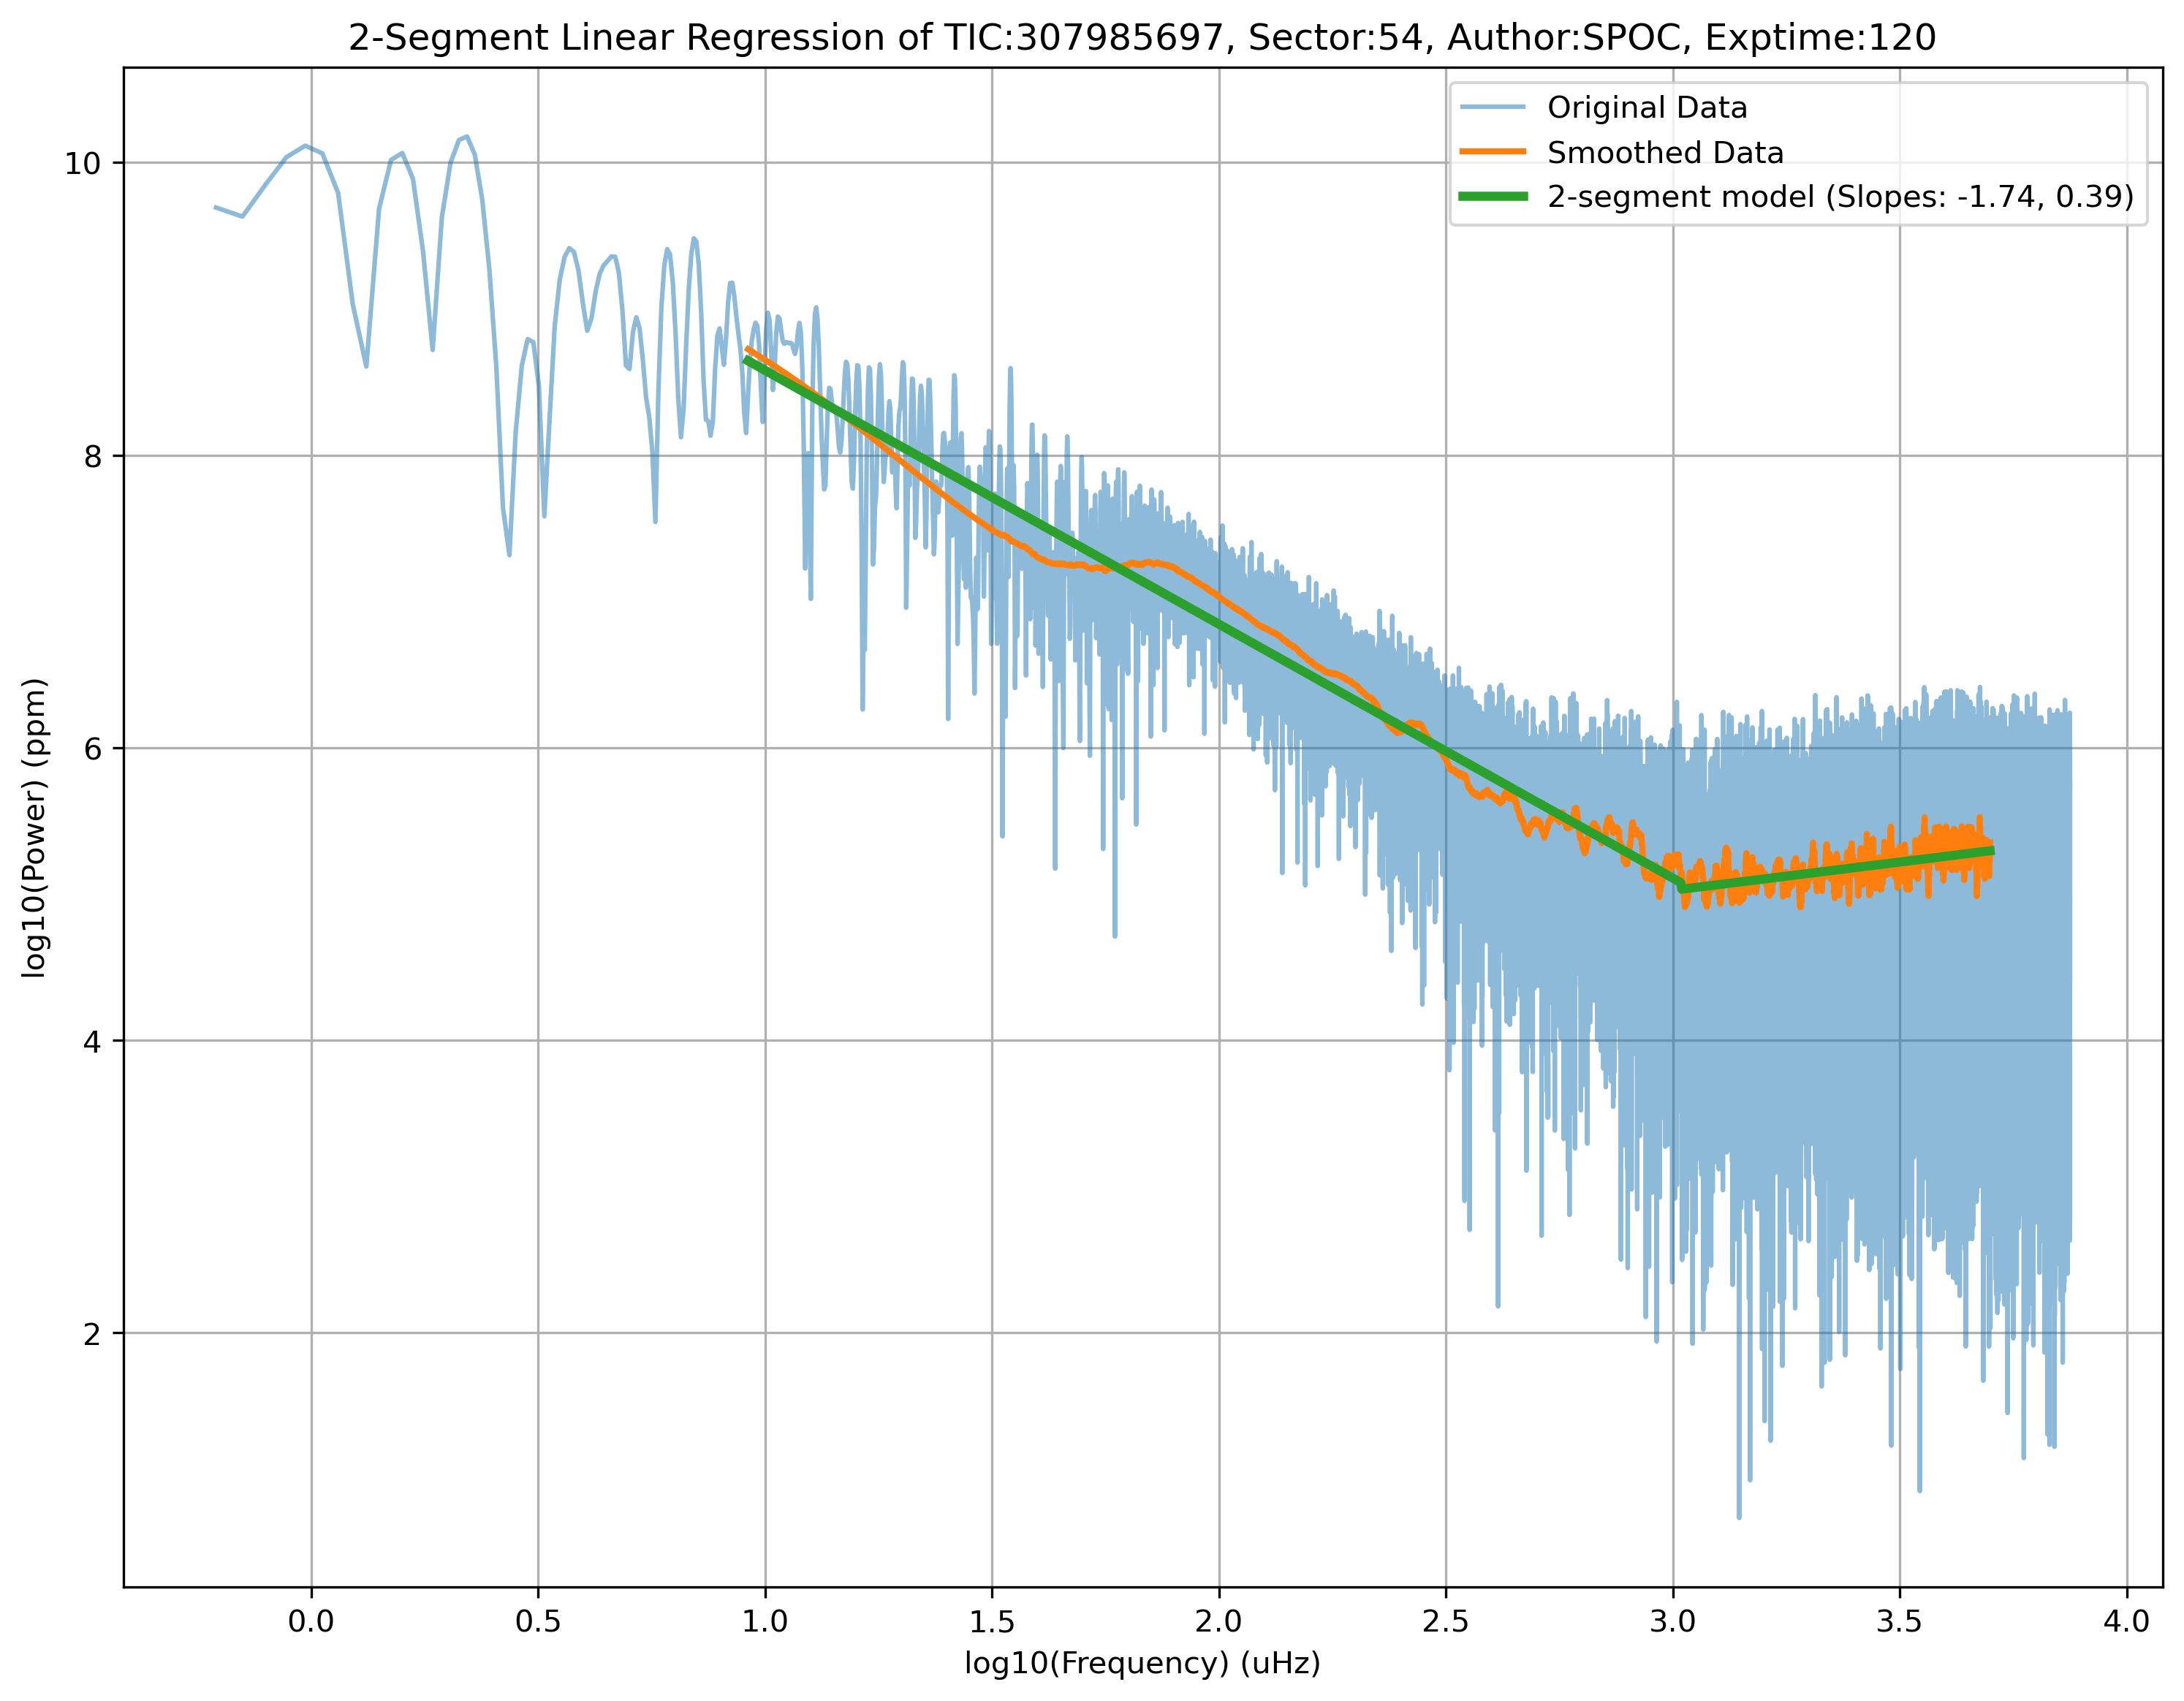 2-Segment Linear Regression of TIC:307985697, Sector:54, Author:SPOC, Exptime:120
Original Data
Smoothed Data
2-segment model (Slopes: -1.74, 0.39)
log10(Power) (ppm)
10
8
6
4
2
0.0 0.5 1.0 1.5 2.0 2.5 3.0 3.5 4.0
log10(Frequency) (uHz)